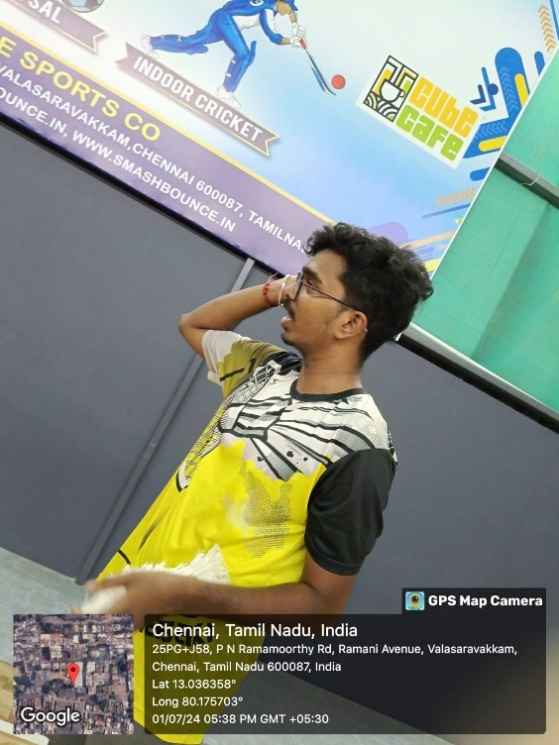 SAL
INDOOR CRICKET
E SPORTS CO
VALASARAVAKKAM, CHENNAI 600087, TAMILNA
OUNCE.IN, WWW.SMASHBOUNCE.IN
CUBE
CAFE
GPS Map Camera
Chennai, Tamil Nadu, India
25PG+J58, P N Ramamoorthy Rd, Ramani Avenue, Valasaravakkam,
Chennai, Tamil Nadu 600087, India
Lat 13.036358°
Long 80.175703°
01/07/24 05:38 PM GMT +05:30
Google